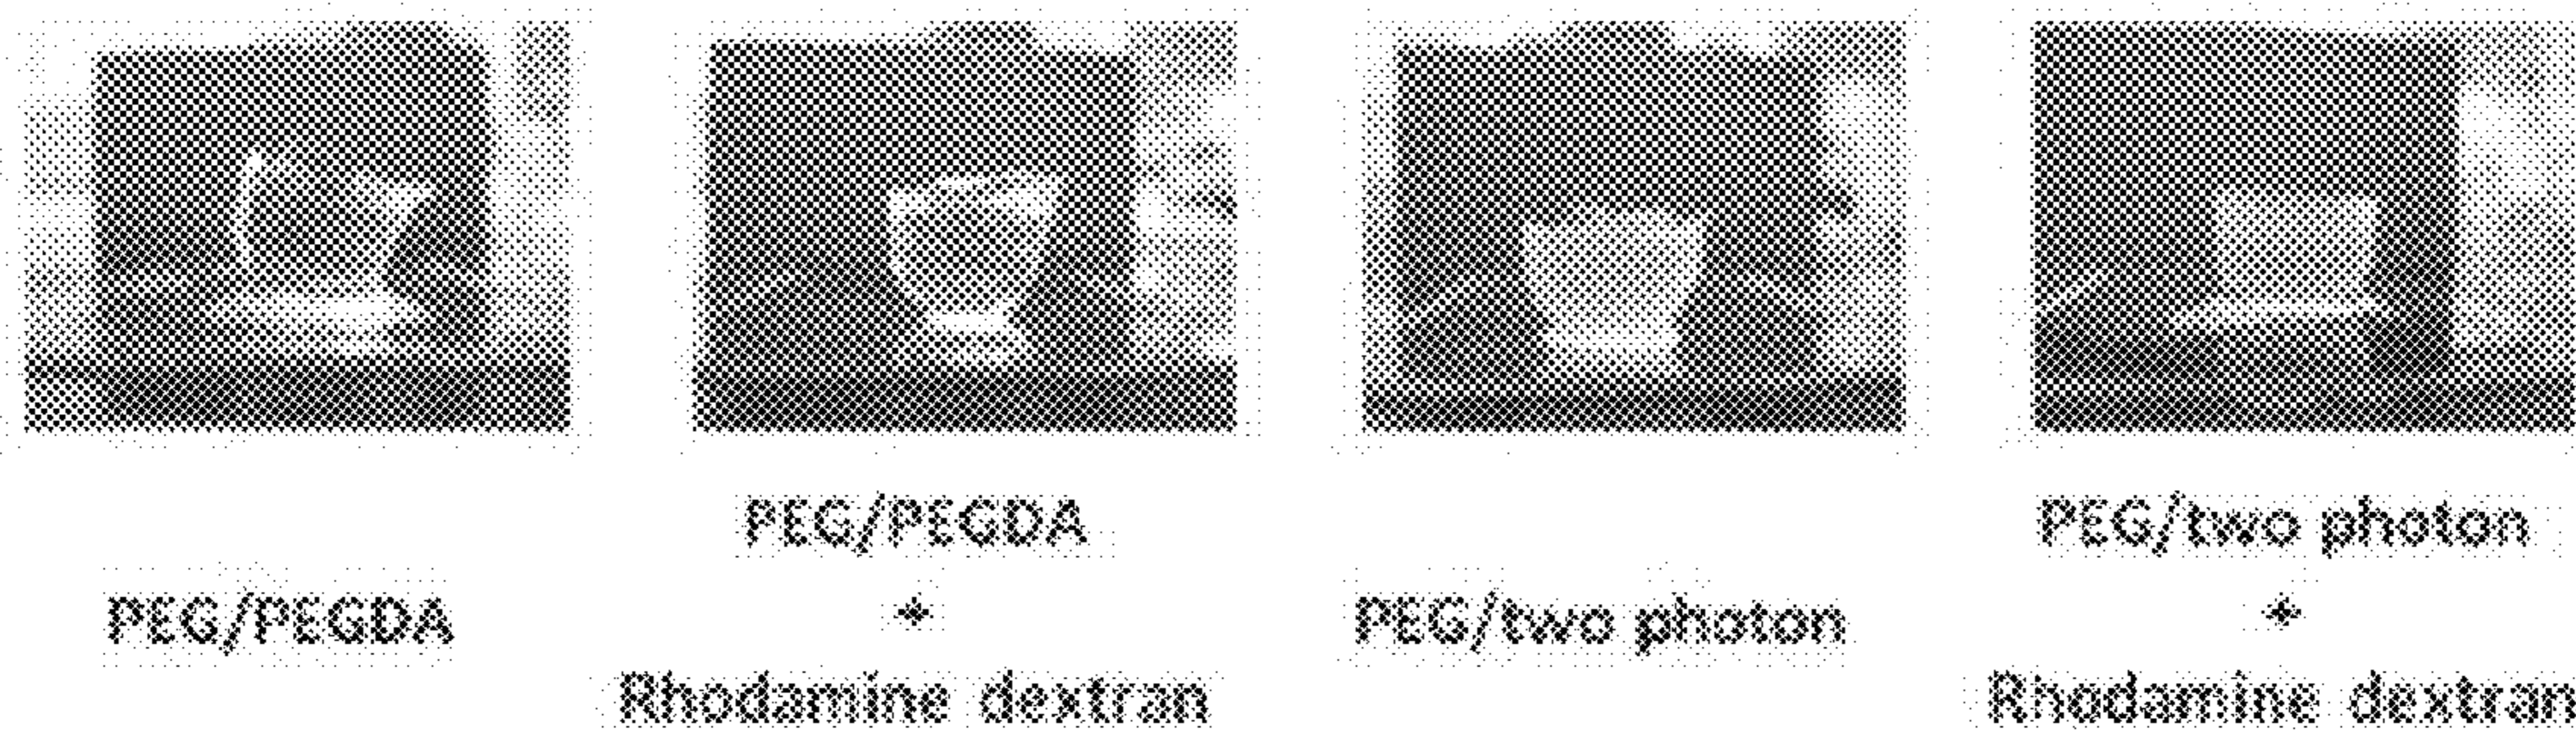 PEG/PEGDA
PEG/PEGDA
+
Rhodamine dextran
PEG/two photon
PEG/two photon
+
Rhodamine dextran